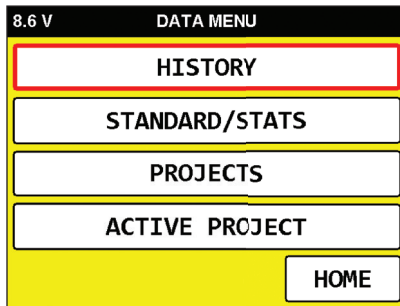 8.6 V DATA MENU
HISTORY
STANDARD/STATS
PROJECTS
ACTIVE PROJECT
HOME